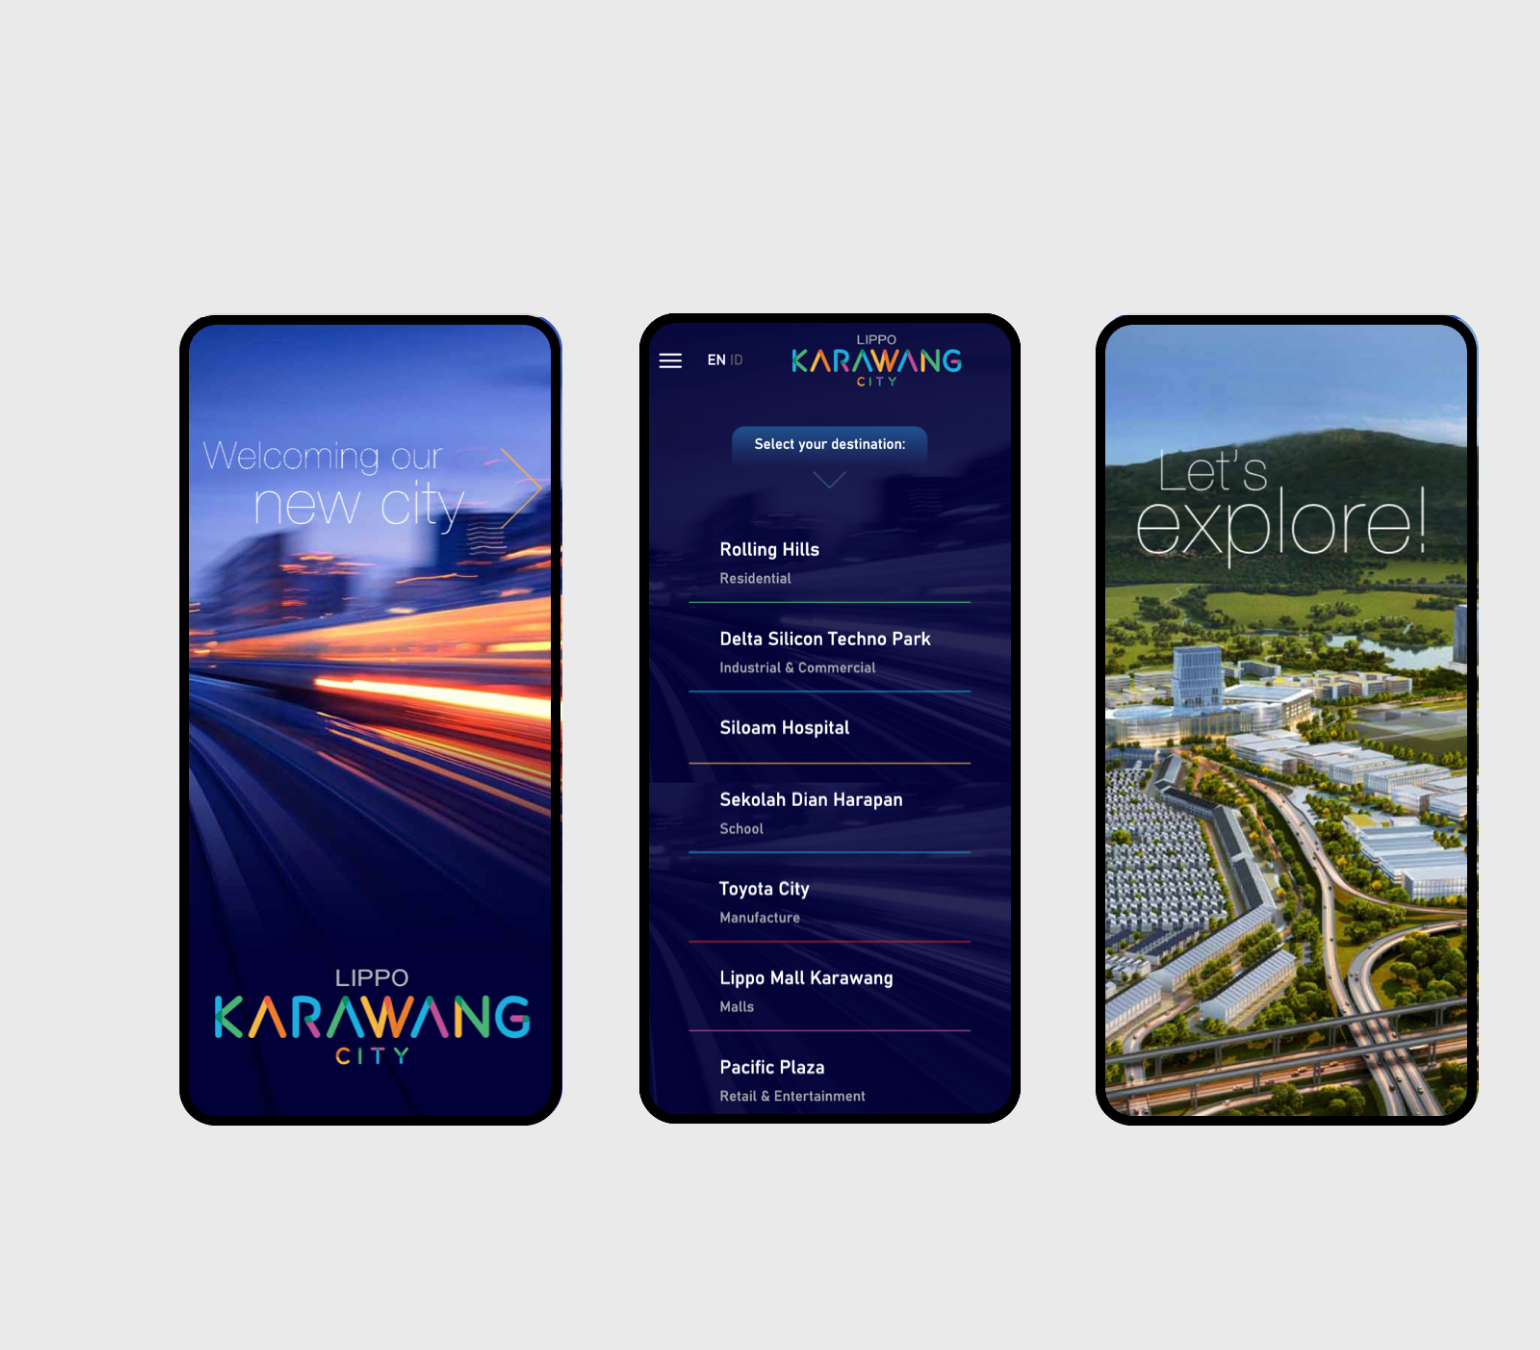 Welcoming our
new city
LIPPO
KARAWANG
CITY
EN ID
LIPPO
KARAWANG
CITY
Select your destination:
Rolling Hills
Residential
Delta Silicon Techno Park
Industrial & Commercial
Siloam Hospital
Sekolah Dian Harapan
School
Toyota City
Manufacture
Lippo Mall Karawang
Malls
Pacific Plaza
Retail & Entertainment
Let's
explore!